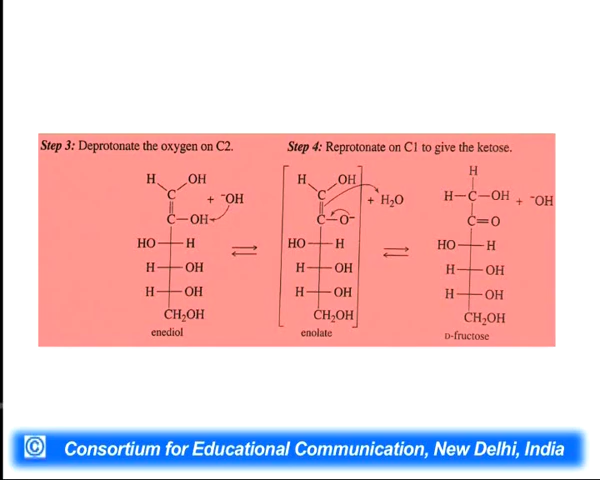 Step 3: Deprotonate the oxygen on C2.
H OH
C + ⁻OH
C—OH
HO H
H OH
H OH
CH₂OH
enediol
Step 4: Reprotonate on C1 to give the ketose.
H OH
C + H₂O
C—O⁻
HO H
H OH
H OH
CH₂OH
enolate
H
H—C—OH + ⁻OH
C=O
HO H
H OH
H OH
CH₂OH
D-fructose
© Consortium for Educational Communication, New Delhi, India